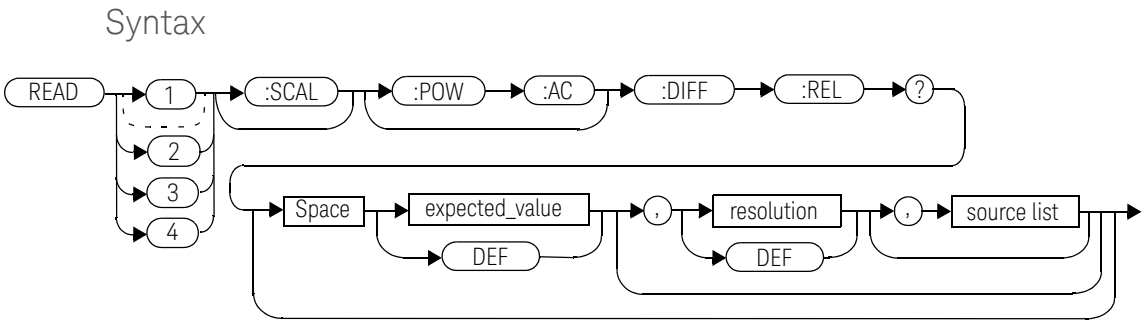 Syntax
READ 1 :SCAL :POW :AC :DIFF :REL ?
2
3
4
Space expected_value , resolution , source list
DEF DEF